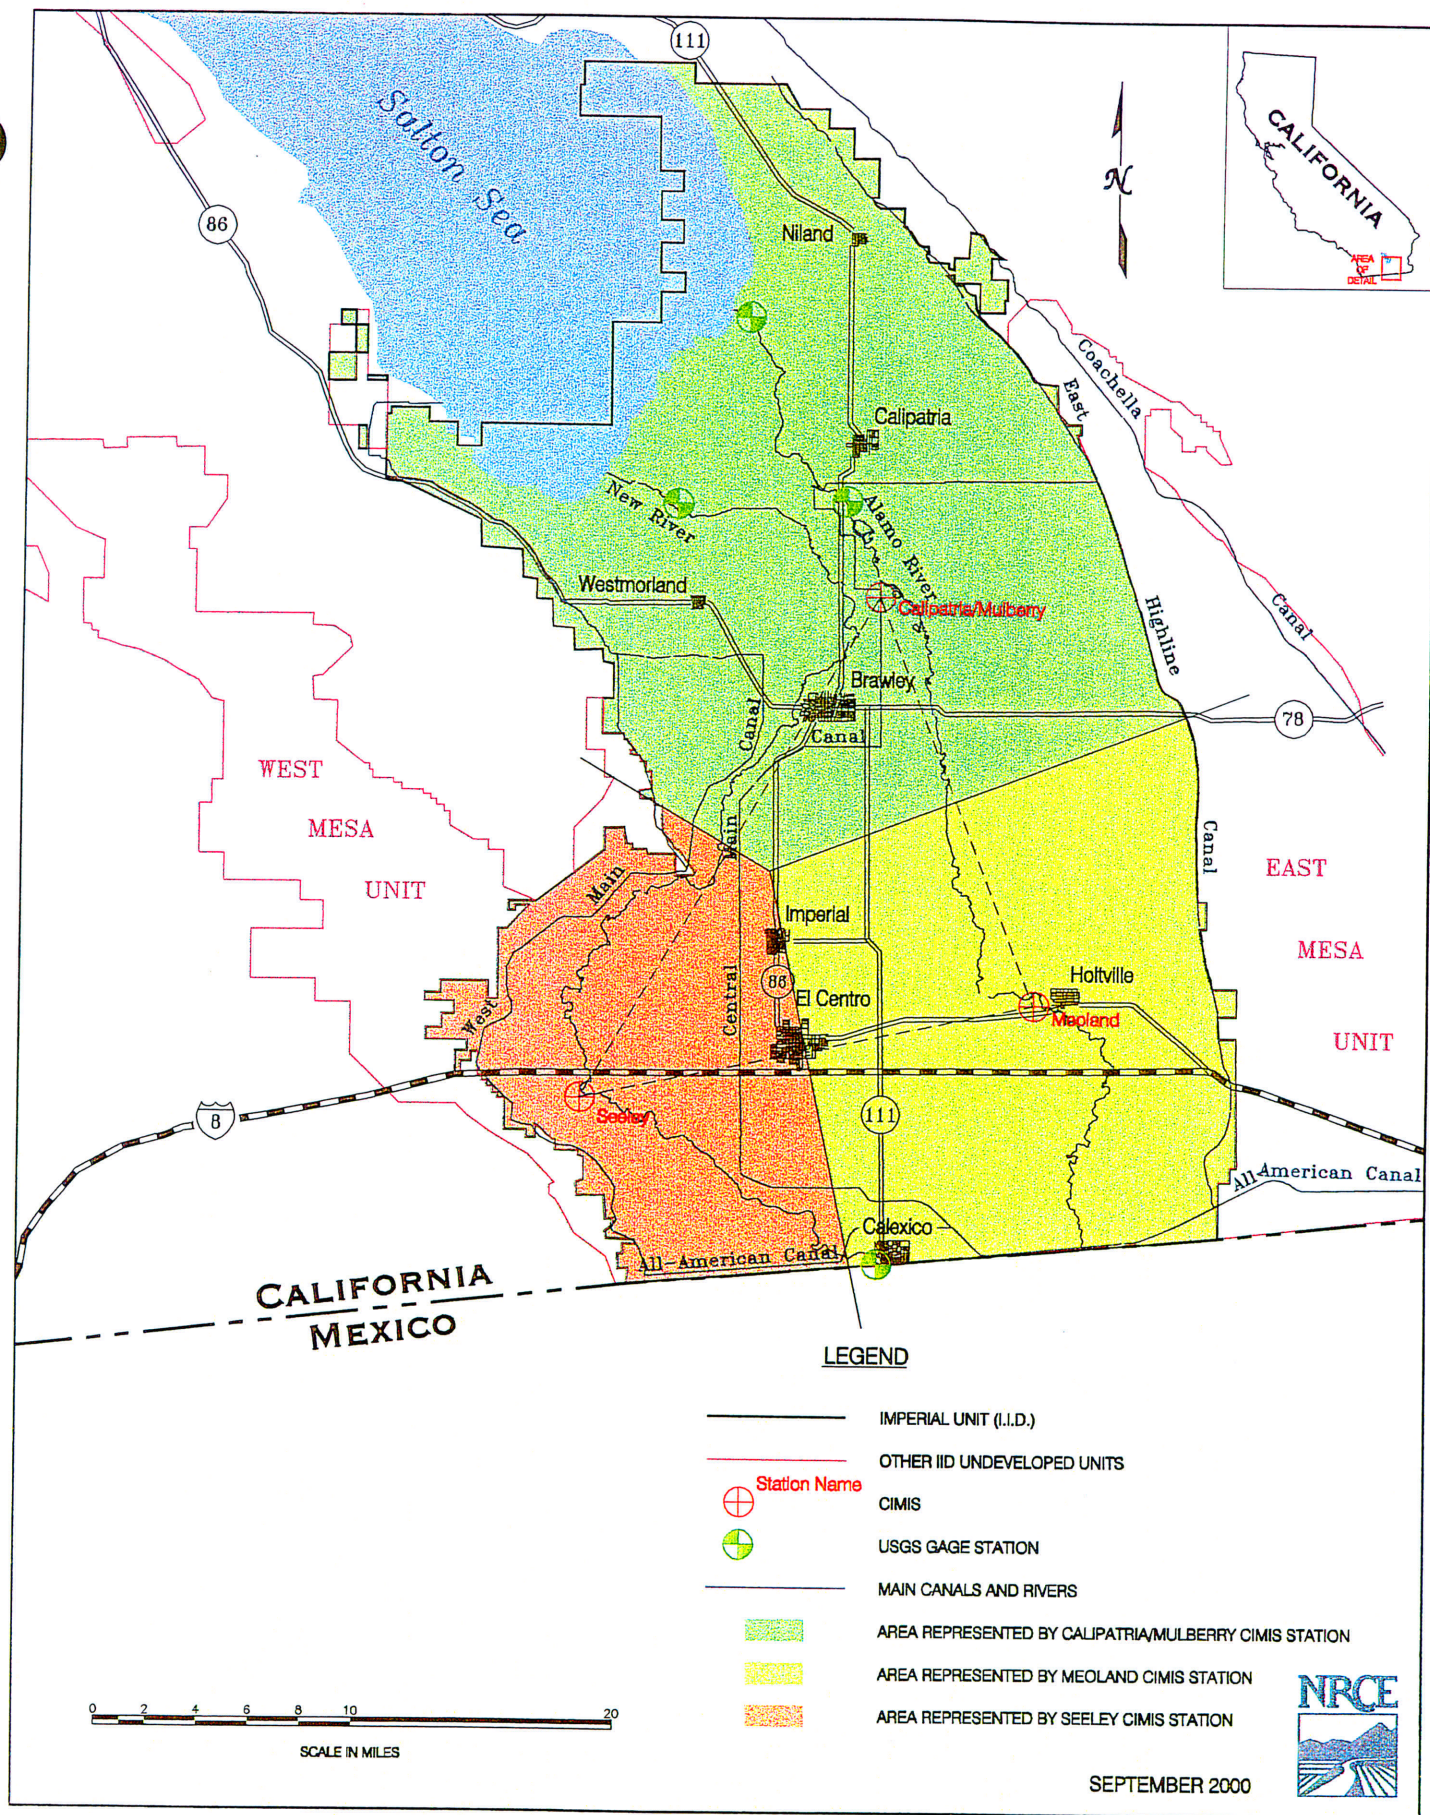 111
Salton Sea
CALIFORNIA
AREA
OF
DETAIL
N
86
Niland
Coachella
East
Calipatria
New River
Alamo River
Westmorland
Calipatria/Mulberry
Highline
Canal
Brawley
Canal
Canal
78
WEST
MESA
UNIT
Main
Canal
EAST
MESA
UNIT
Main
Imperial
86
El Centro
Holtville
Central
West
Meoland
8
Seeley
111
All-American Canal
Calexico
All-American Canal
CALIFORNIA
MEXICO
LEGEND
IMPERIAL UNIT (I.I.D.)
OTHER IID UNDEVELOPED UNITS
Station Name
CIMIS
USGS GAGE STATION
MAIN CANALS AND RIVERS
AREA REPRESENTED BY CALIPATRIA/MULBERRY CIMIS STATION
AREA REPRESENTED BY MEOLAND CIMIS STATION
AREA REPRESENTED BY SEELEY CIMIS STATION
0 2 4 6 8 10 20
SCALE IN MILES
NRCE
SEPTEMBER 2000